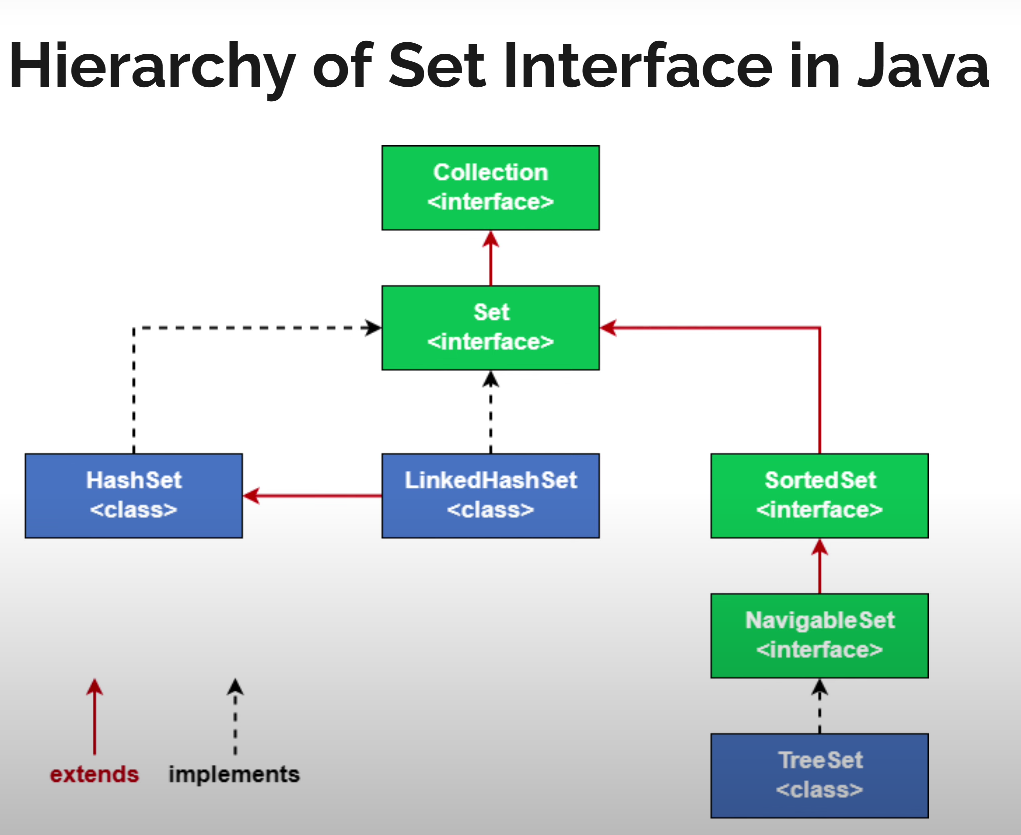 Hierarchy of Set Interface in Java
Collection
<interface>
Set
<interface>
HashSet
<class>
LinkedHashSet
<class>
SortedSet
<interface>
NavigableSet
<interface>
TreeSet
<class>
extends
implements